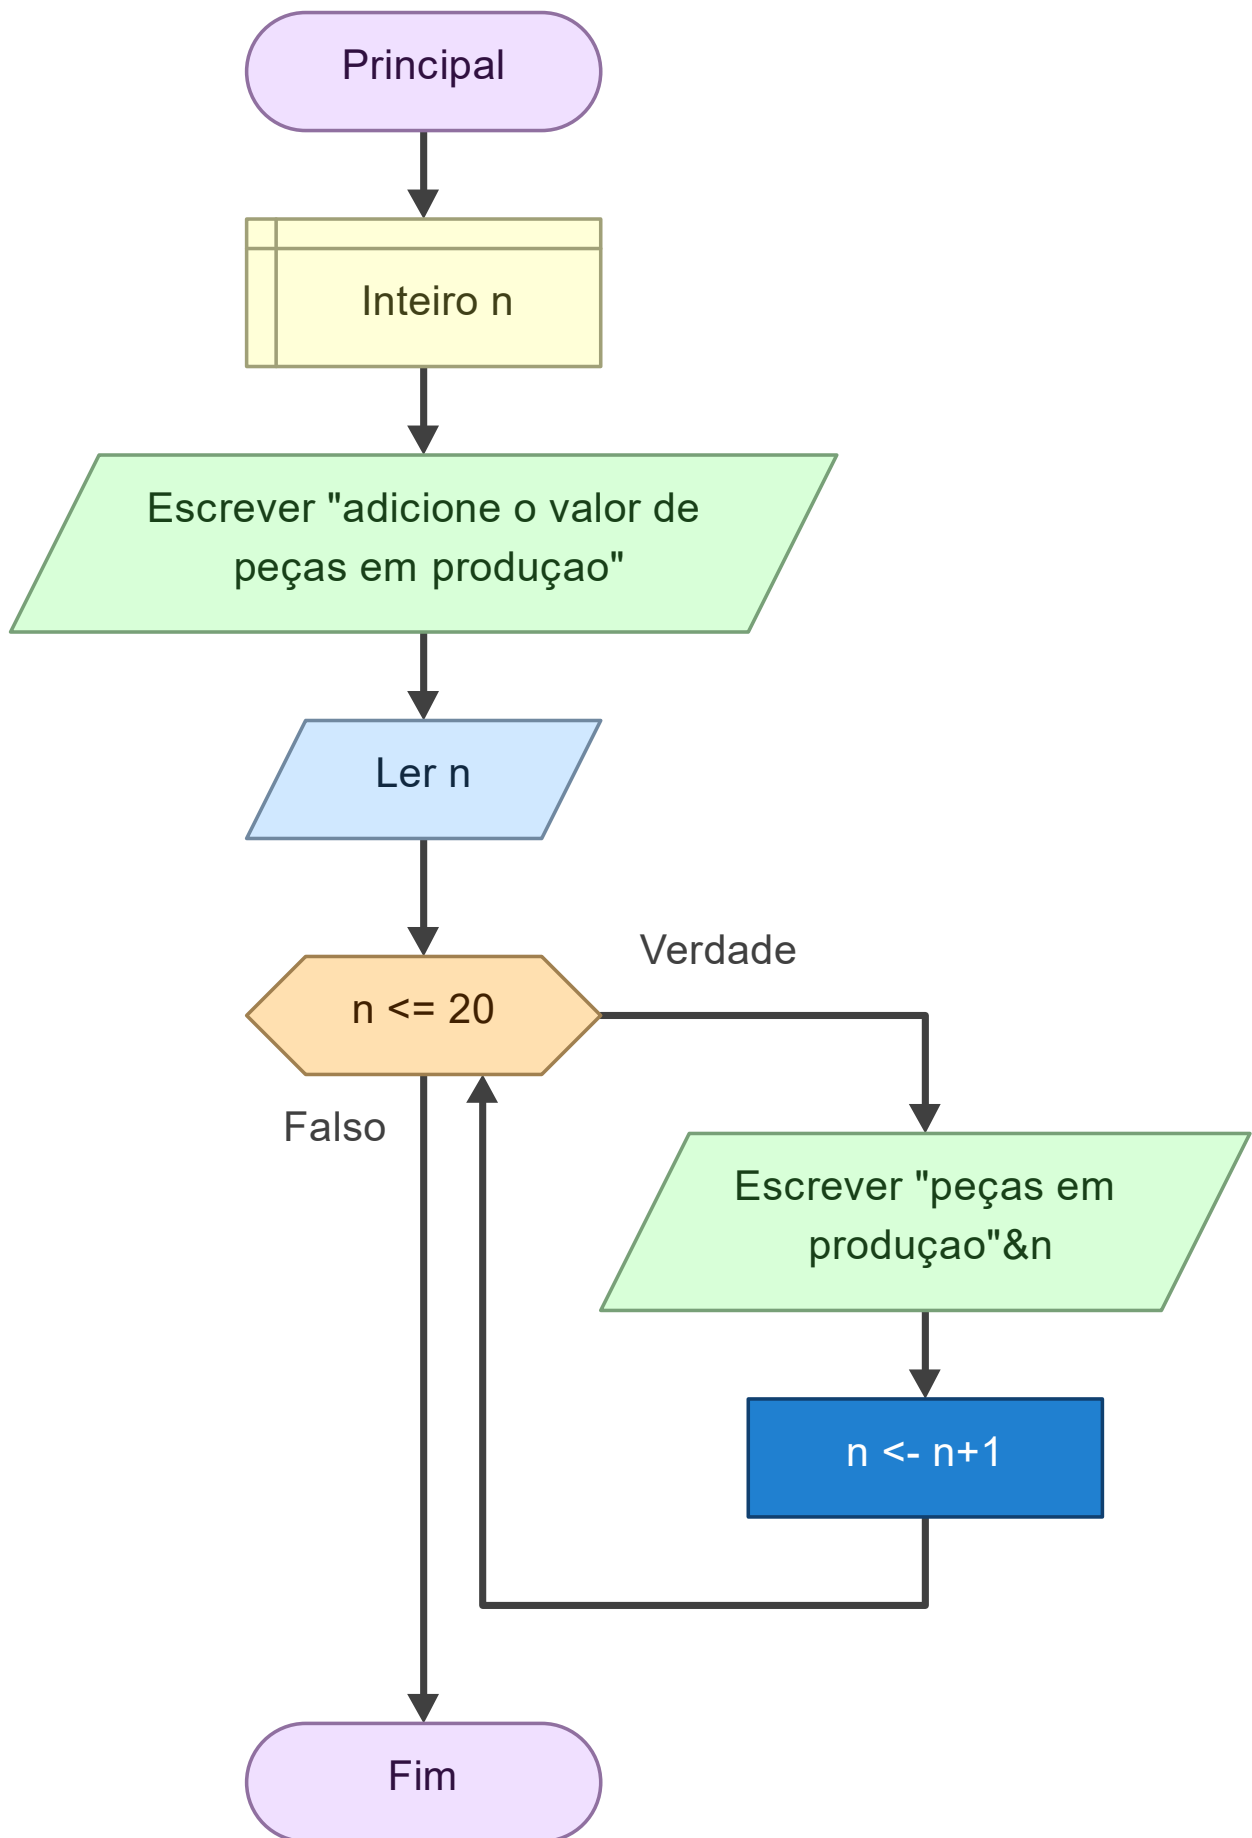 Principal
Inteiro n
Escrever "adicione o valor de
peças em produçao"
Ler n
Verdade
n <= 20
Falso
Escrever "peças em
produçao"&n
n <- n+1
Fim